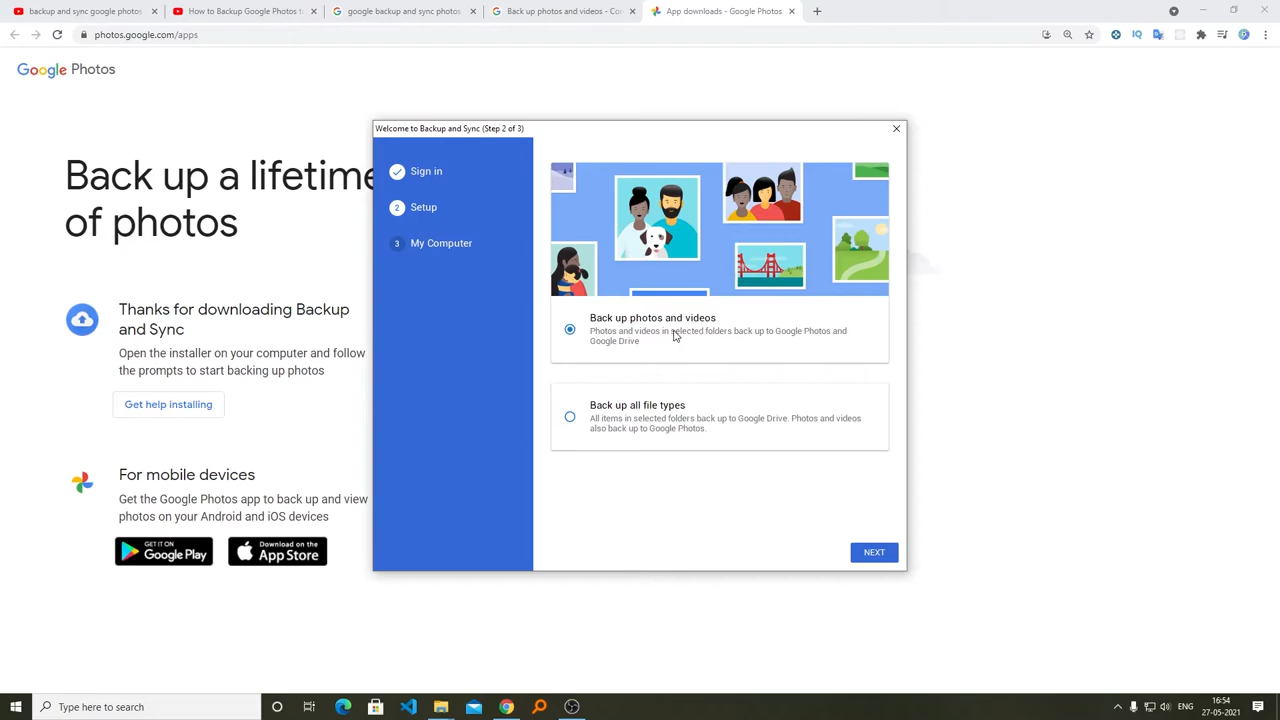 backup and sync google photos
How to Backup Google Photos t
google backup and sync photos
Back up photos and videos - Co
App downloads - Google Photos
photos.google.com/apps
Google Photos
Back up a lifetime
of photos
Thanks for downloading Backup
and Sync
Open the installer on your computer and follow
the prompts to start backing up photos
Get help installing
For mobile devices
Get the Google Photos app to back up and view
photos on your Android and iOS devices
GET IT ON
Google Play
Download on the
App Store
Welcome to Backup and Sync (Step 2 of 3)
Sign in
2 Setup
3 My Computer
Back up photos and videos
Photos and videos in selected folders back up to Google Photos and
Google Drive
Back up all file types
All items in selected folders back up to Google Drive. Photos and videos
also back up to Google Photos.
NEXT
Type here to search
ENG
16:54
27-05-2021